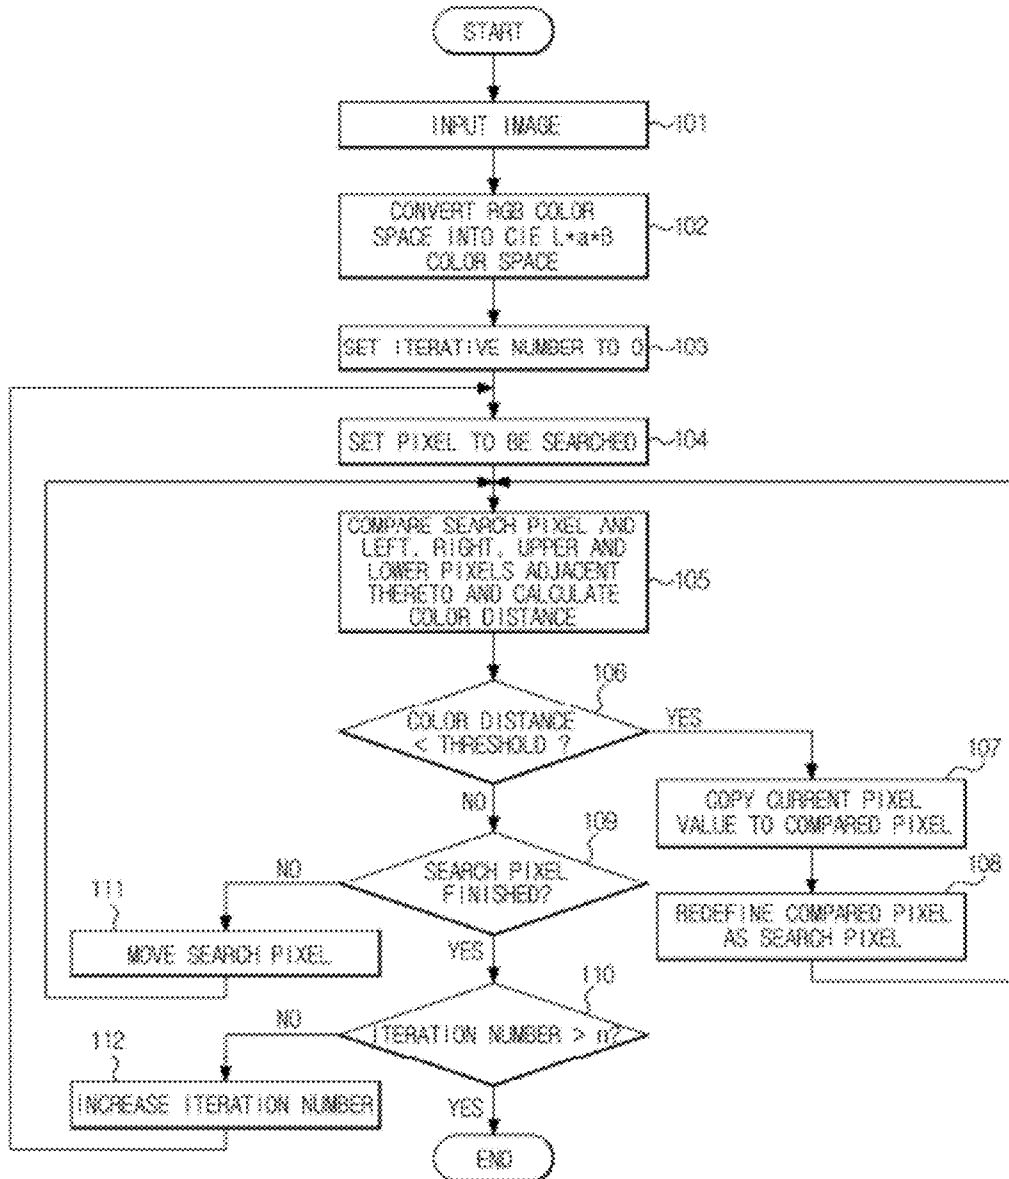 START
INPUT IMAGE
101
CONVERT RGB COLOR
SPACE INTO CIE L*a*B
COLOR SPACE
102
SET ITERATIVE NUMBER TO 0
103
SET PIXEL TO BE SEARCHED
104
COMPARE SEARCH PIXEL AND
LEFT, RIGHT, UPPER AND
LOWER PIXELS ADJACENT
THERETO AND CALCULATE
COLOR DISTANCE
105
106
COLOR DISTANCE
< THRESHOLD ?
YES
NO
107
COPY CURRENT PIXEL
VALUE TO COMPARED PIXEL
108
REDEFINE COMPARED PIXEL
AS SEARCH PIXEL
109
SEARCH PIXEL
FINISHED?
NO
YES
111
MOVE SEARCH PIXEL
110
ITERATION NUMBER > n?
NO
YES
112
INCREASE ITERATION NUMBER
END